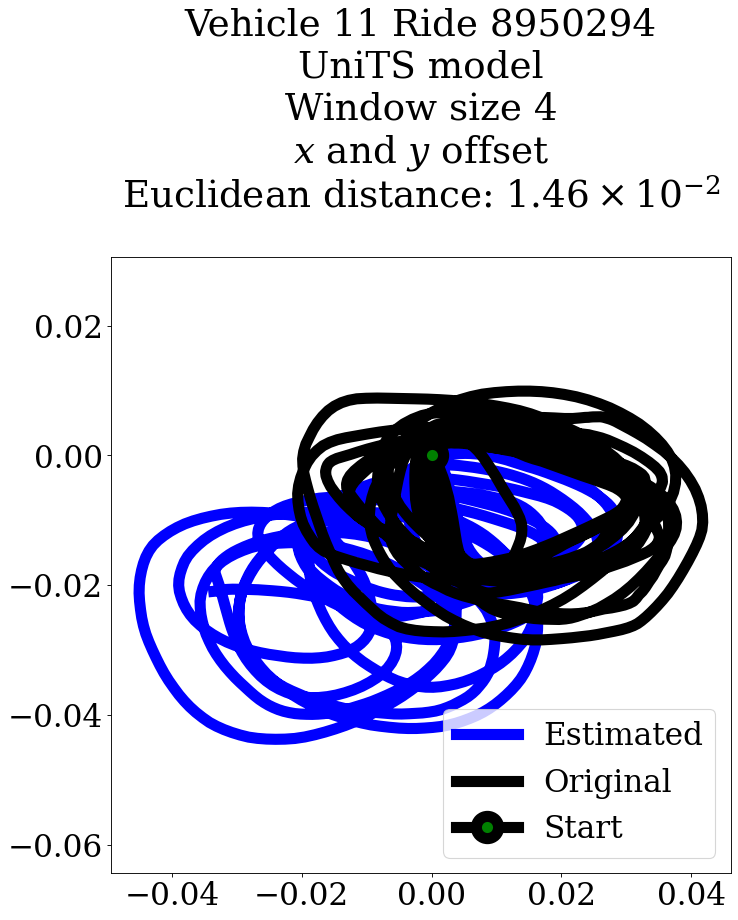 Vehicle 11 Ride 8950294
UniTS model
Window size 4
x and y offset
Euclidean distance: 1.46 × 10⁻²
0.02
0.00
−0.02
−0.04
−0.06
Estimated
Original
Start
−0.04 −0.02 0.00 0.02 0.04